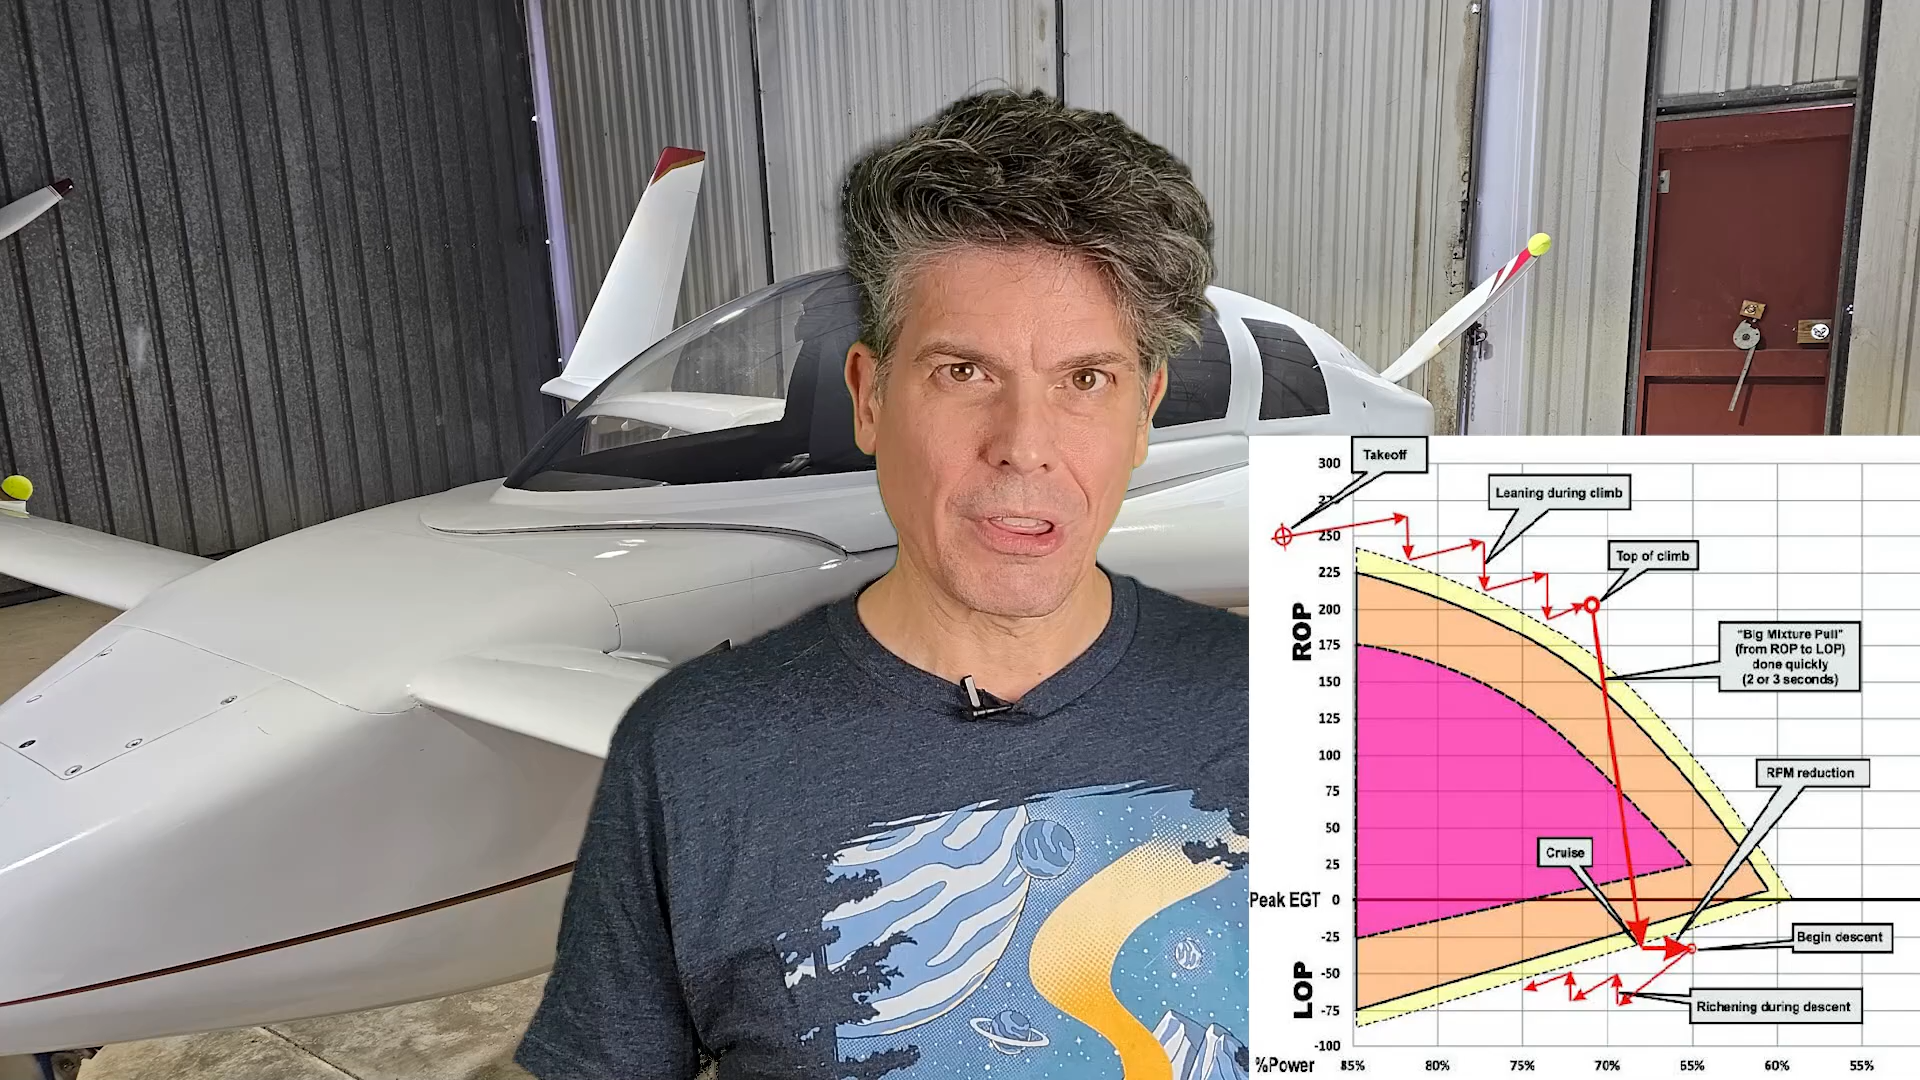 Takeoff
300
Leaning during climb
250
Top of climb
225
200
ROP
175
"Big Mixture Pull"
(from ROP to LOP)
done quickly
(2 or 3 seconds)
150
125
100
RPM reduction
75
50
Cruise
25
Peak EGT 0
-25
Begin descent
-50
LOP
-75
Richening during descent
-100
%Power 85% 80% 75% 70% 65% 60% 55%